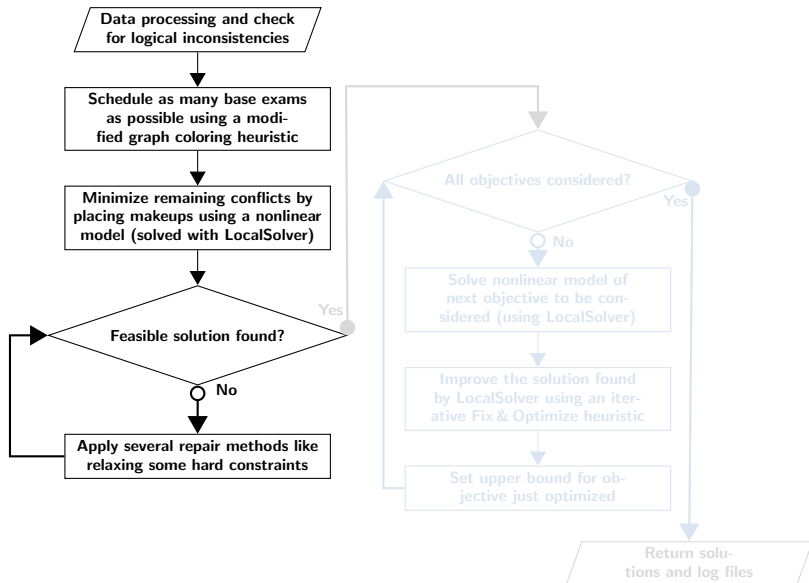 Data processing and check
for logical inconsistencies
Schedule as many base exams
as possible using a modi-
fied graph coloring heuristic
Minimize remaining conflicts by
placing makeups using a nonlinear
model (solved with LocalSolver)
Feasible solution found?
Yes
No
Apply several repair methods like
relaxing some hard constraints
All objectives considered?
Yes
No
Solve nonlinear model of
next objective to be con-
sidered (using LocalSolver)
Improve the solution found
by LocalSolver using an iter-
ative Fix & Optimize heuristic
Set upper bound for ob-
jective just optimized
Return solu-
tions and log files